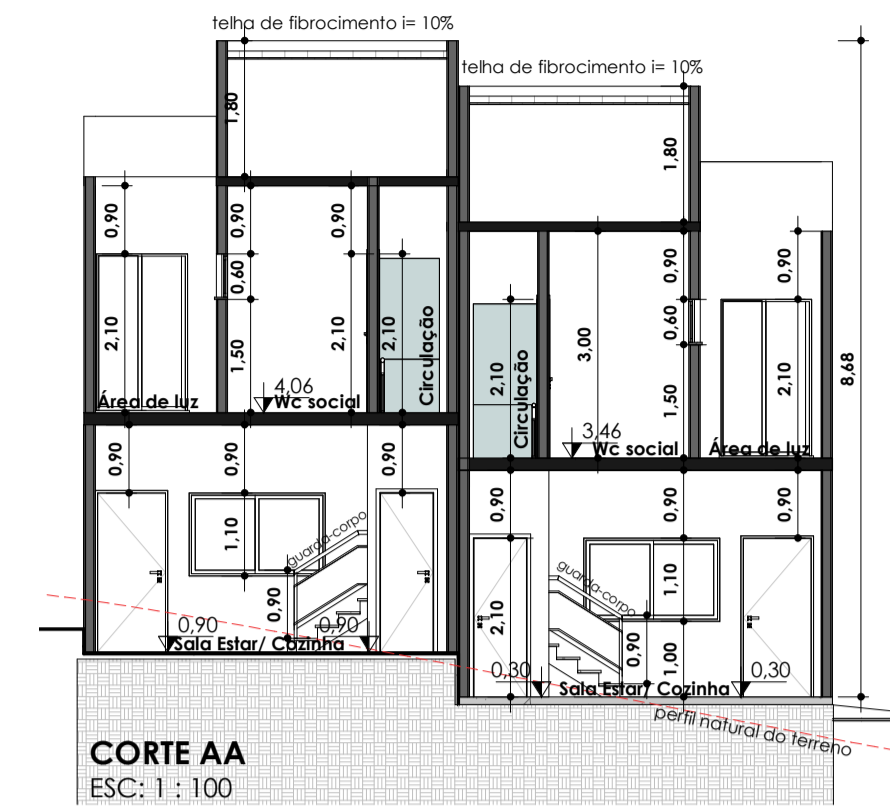 telha de fibrocimento i= 10%
telha de fibrocimento i= 10%
1,80
1,80
0,90
0,90
0,90
0,60
2,10
1,50
2,10
2,10
Circulação
Área de luz
4,06
Wc social
0,90
0,90
0,60
3,00
2,10
1,50
2,10
Circulação
3,46
Wc social
Área de luz
8,68
0,90
0,90
0,90
1,10
guarda-corpo
0,90
0,90
0,90
Sala Estar/ Cozinha
0,90
0,90
0,90
1,10
guarda-corpo
2,10
0,90
1,00
0,30
0,30
Sala Estar/ Cozinha
perfil natural do terreno
CORTE AA
ESC: 1 : 100